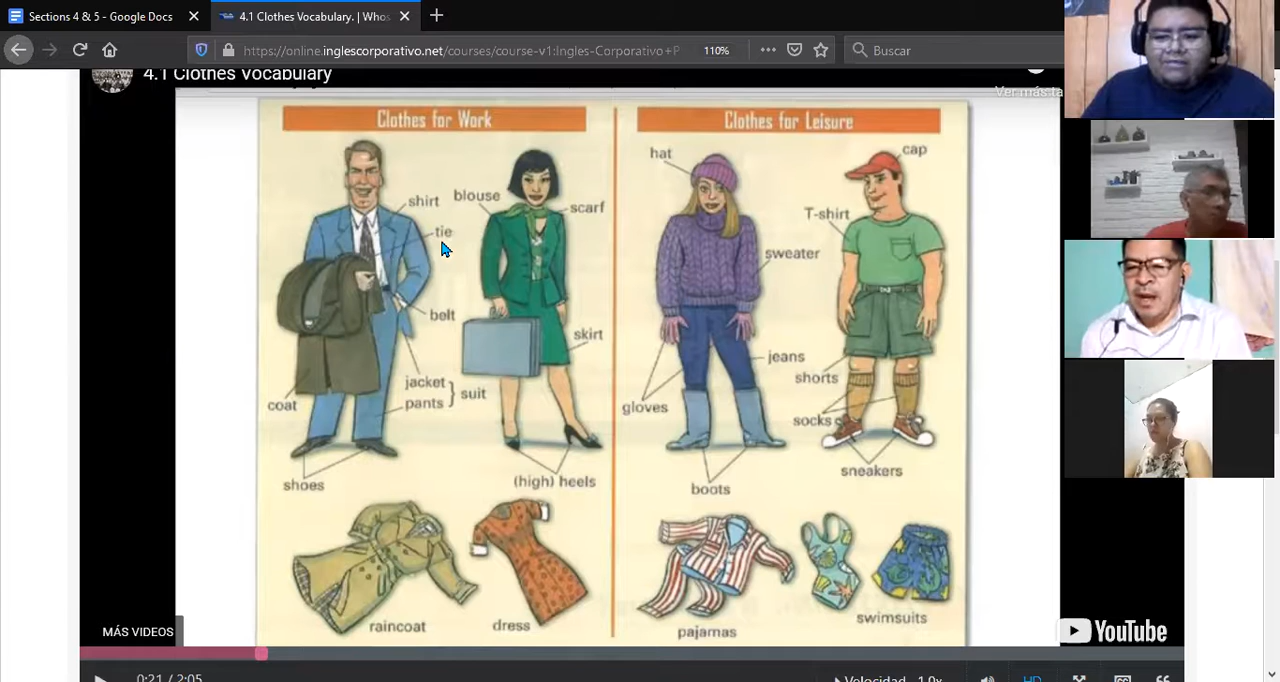 Sections 4 & 5 - Google Docs
4.1 Clothes Vocabulary. | Whos
https://online.inglescorporativo.net/courses/course-v1:Ingles-Corporativo+P
110%
Buscar
4.1 Clothes Vocabulary
Ver más ta
Clothes for Work
Clothes for Leisure
shirt
blouse
scarf
tie
belt
skirt
jacket
pants
suit
coat
shoes
(high) heels
raincoat
dress
hat
cap
T-shirt
sweater
jeans
shorts
gloves
socks
sneakers
boots
pajamas
swimsuits
MÁS VIDEOS
YouTube
0:21 / 2:05
Velocidad
1.0x
HD